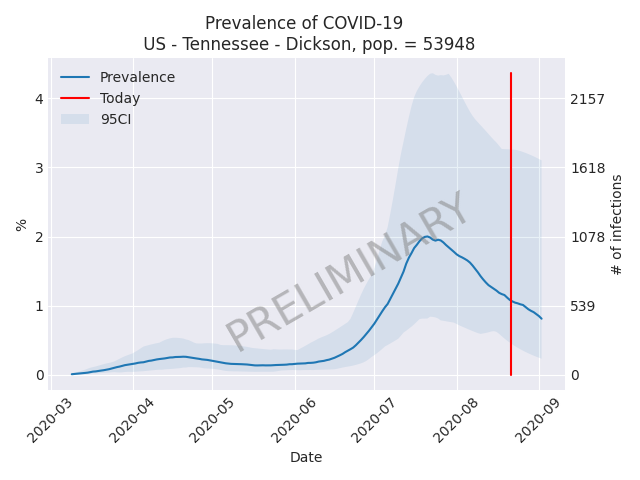 Prevalence of COVID-19
US - Tennessee - Dickson, pop. = 53948
Prevalence
Today
95CI
4
3
2
1
0
%
2157
1618
1078
539
0
# of infections
PRELIMINARY
2020-03
2020-04
2020-05
2020-06
2020-07
2020-08
2020-09
Date